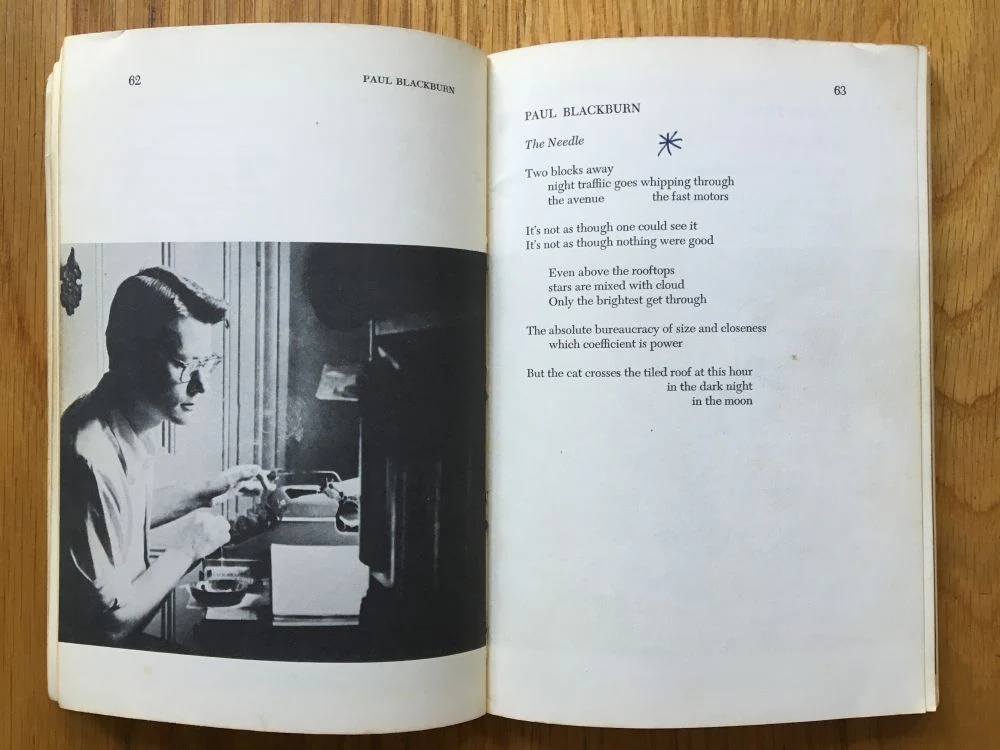 62
PAUL BLACKBURN
63
PAUL BLACKBURN
The Needle
Two blocks away
night traffiic goes whipping through
the avenue the fast motors
It's not as though one could see it
It's not as though nothing were good
Even above the rooftops
stars are mixed with cloud
Only the brightest get through
The absolute bureaucracy of size and closeness
which coefficient is power
But the cat crosses the tiled roof at this hour
in the dark night
in the moon